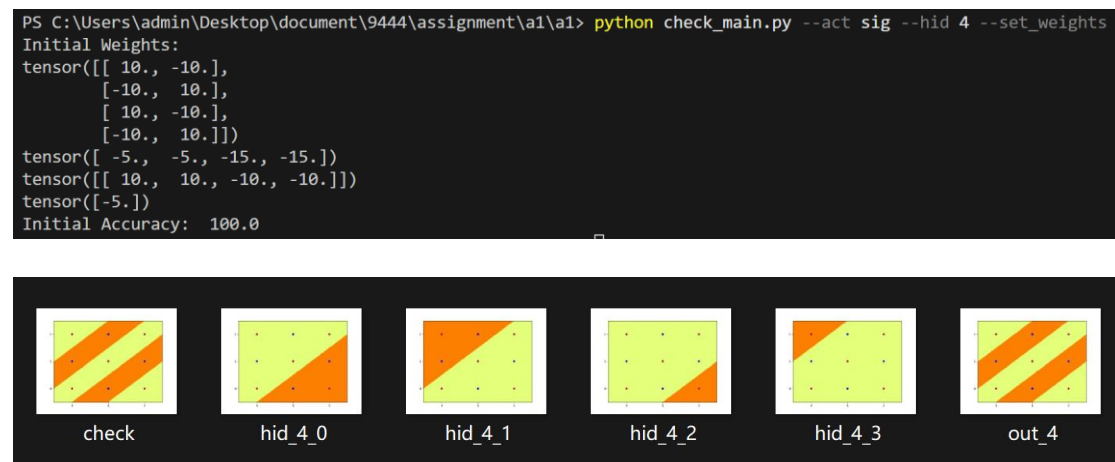 PS C:\Users\admin\Desktop\document\9444\assignment\a1\a1> python check_main.py --act sig --hid 4 --set_weights
Initial Weights:
tensor([[ 10., -10.],
        [-10.,  10.],
        [ 10., -10.],
        [-10.,  10.]])
tensor([ -5.,  -5., -15., -15.])
tensor([[ 10.,  10., -10., -10.]])
tensor([-5.])
Initial Accuracy:  100.0
check hid_4_0 hid_4_1 hid_4_2 hid_4_3 out_4